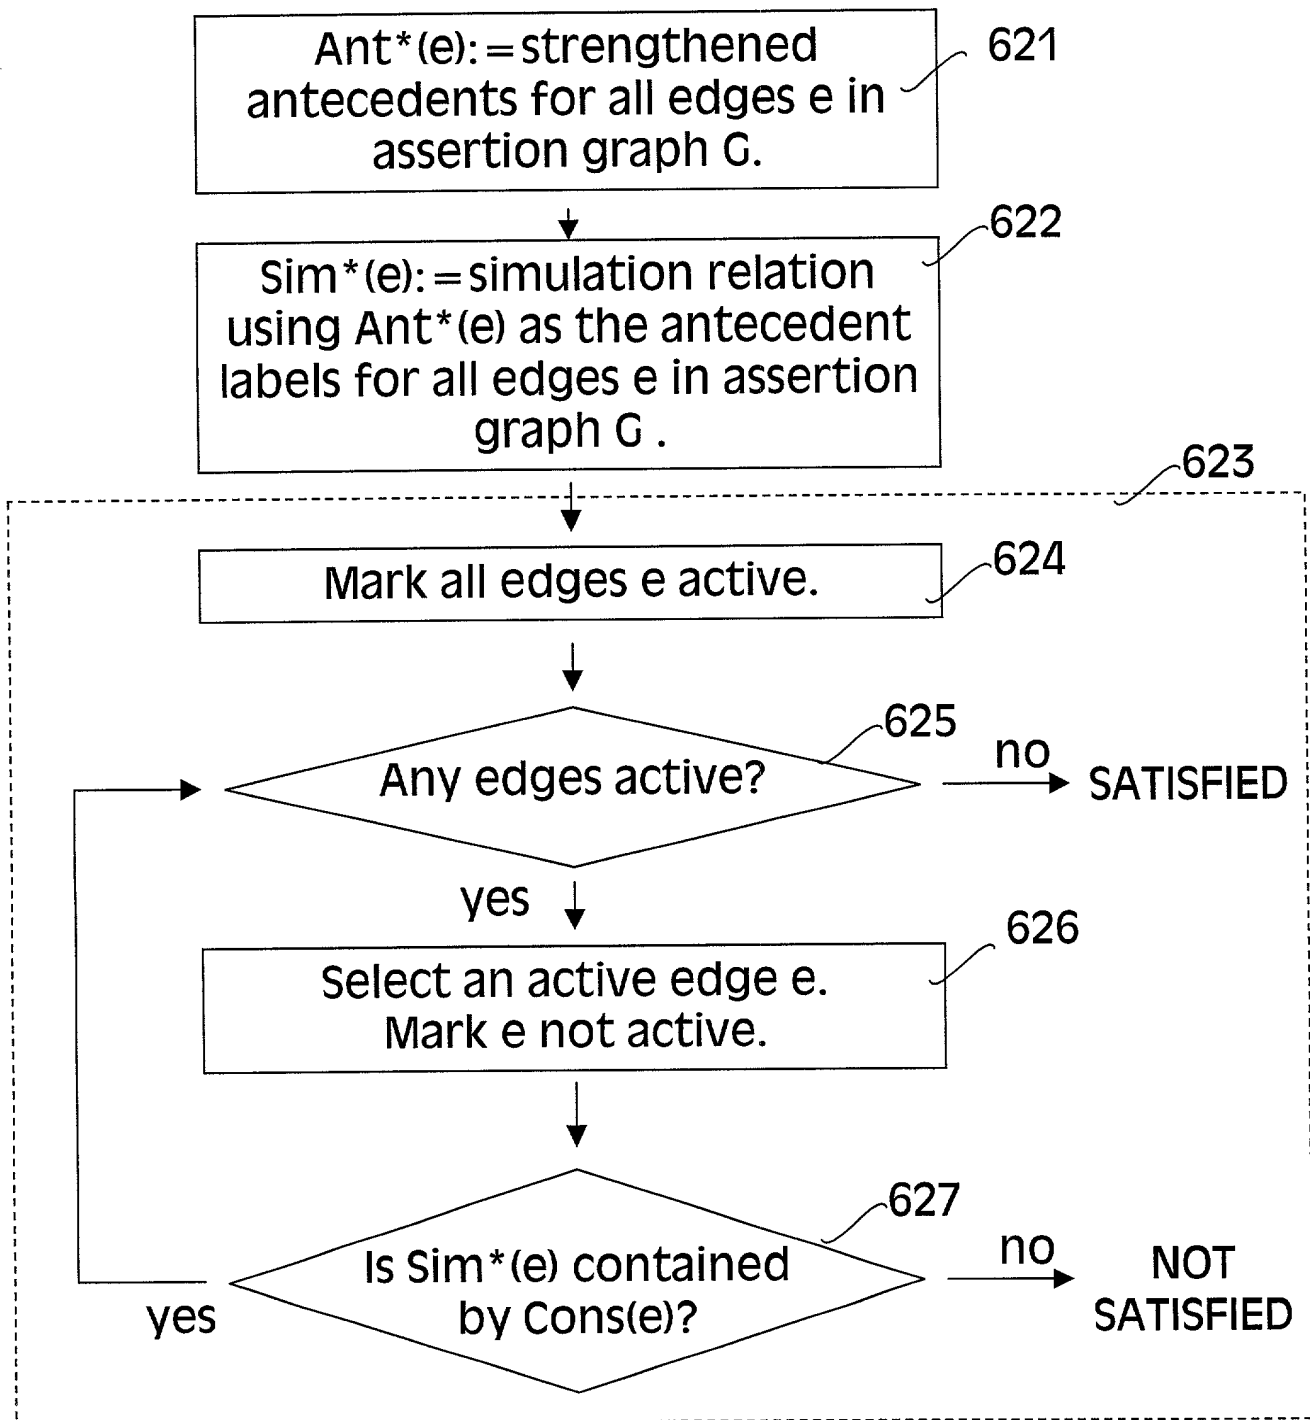 Ant*(e):=strengthened
antecedents for all edges e in
assertion graph G.
621
622
Sim*(e):=simulation relation
using Ant*(e) as the antecedent
labels for all edges e in assertion
graph G .
623
Mark all edges e active.
624
625
Any edges active?
no
SATISFIED
yes
626
Select an active edge e.
Mark e not active.
627
Is Sim*(e) contained
by Cons(e)?
no
NOT
SATISFIED
yes